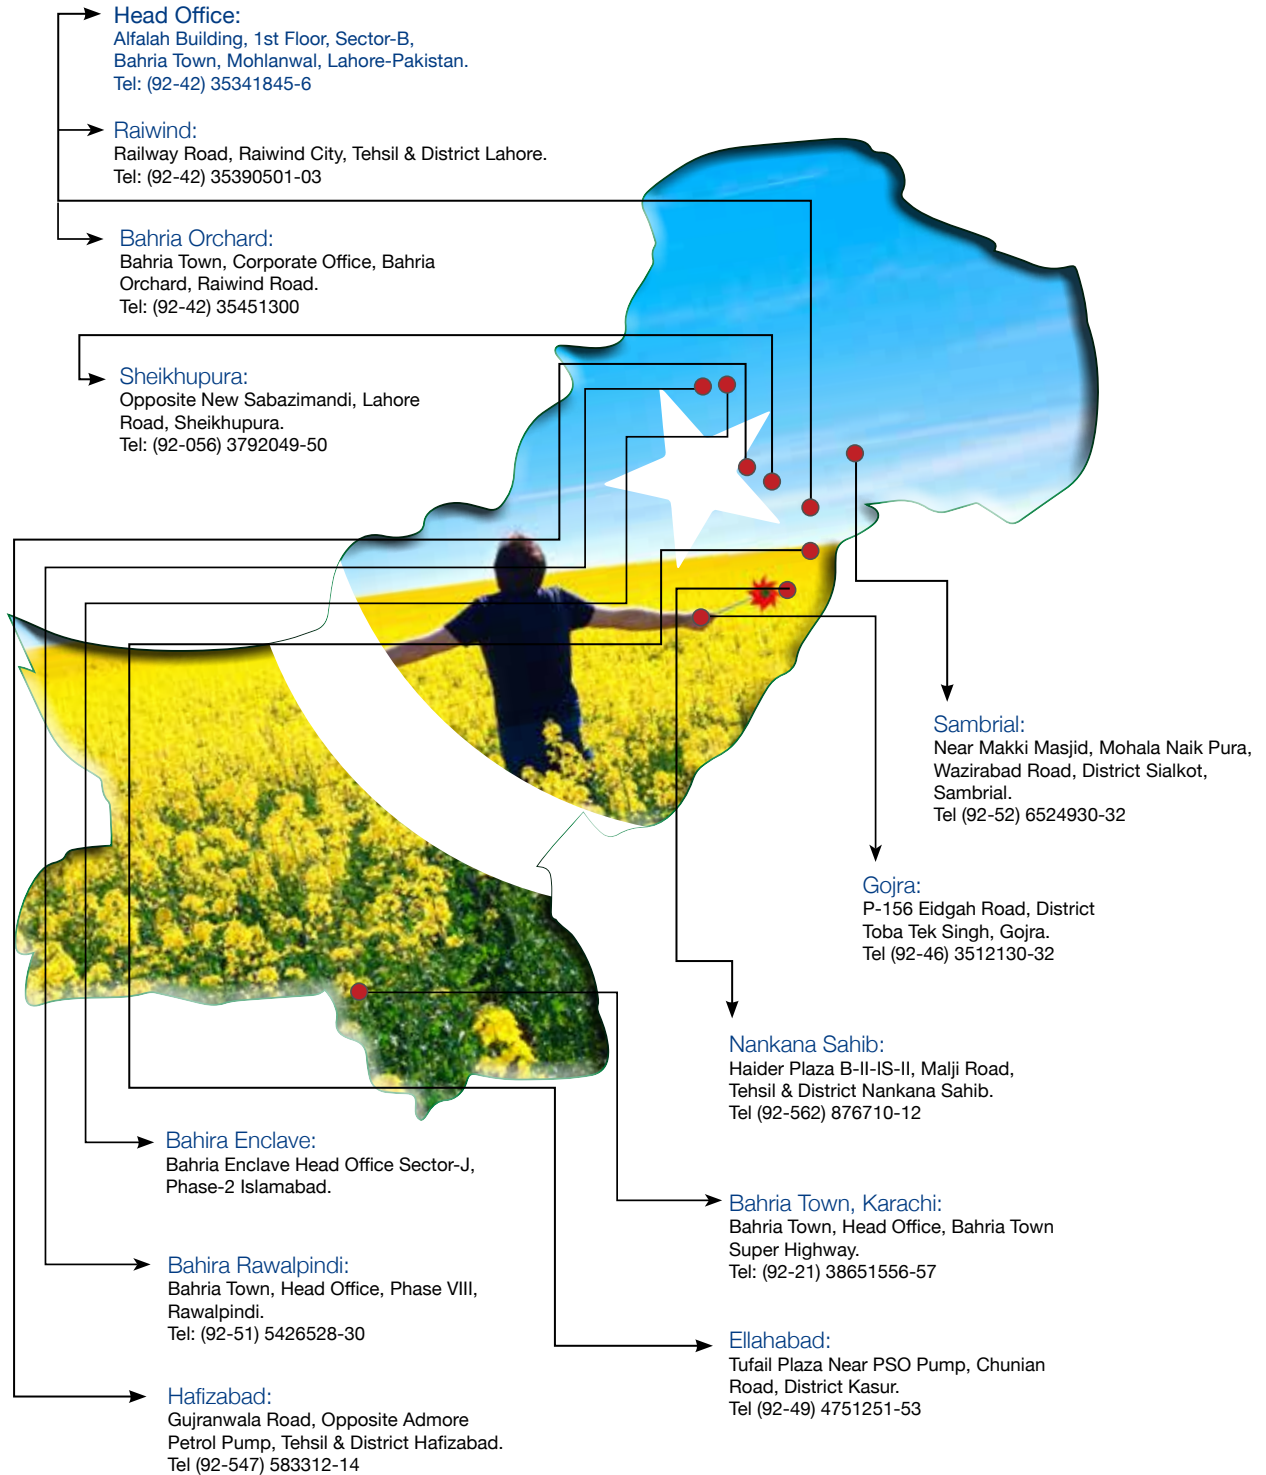 Head Office:
Alfalah Building, 1st Floor, Sector-B,
Bahria Town, Mohlanwal, Lahore-Pakistan.
Tel: (92-42) 35341845-6
Raiwind:
Railway Road, Raiwind City, Tehsil & District Lahore.
Tel: (92-42) 35390501-03
Bahria Orchard:
Bahria Town, Corporate Office, Bahria
Orchard, Raiwind Road.
Tel: (92-42) 35451300
Sheikhupura:
Opposite New Sabazimandi, Lahore
Road, Sheikhupura.
Tel: (92-056) 3792049-50
Sambrial:
Near Makki Masjid, Mohala Naik Pura,
Wazirabad Road, District Sialkot,
Sambrial.
Tel (92-52) 6524930-32
Gojra:
P-156 Eidgah Road, District
Toba Tek Singh, Gojra.
Tel (92-46) 3512130-32
Nankana Sahib:
Haider Plaza B-II-IS-II, Malji Road,
Tehsil & District Nankana Sahib.
Tel (92-562) 876710-12
Bahira Enclave:
Bahria Enclave Head Office Sector-J,
Phase-2 Islamabad.
Bahria Town, Karachi:
Bahria Town, Head Office, Bahria Town
Super Highway.
Tel: (92-21) 38651556-57
Bahira Rawalpindi:
Bahria Town, Head Office, Phase VIII,
Rawalpindi.
Tel: (92-51) 5426528-30
Ellahabad:
Tufail Plaza Near PSO Pump, Chunian
Road, District Kasur.
Tel (92-49) 4751251-53
Hafizabad:
Gujranwala Road, Opposite Admore
Petrol Pump, Tehsil & District Hafizabad.
Tel (92-547) 583312-14